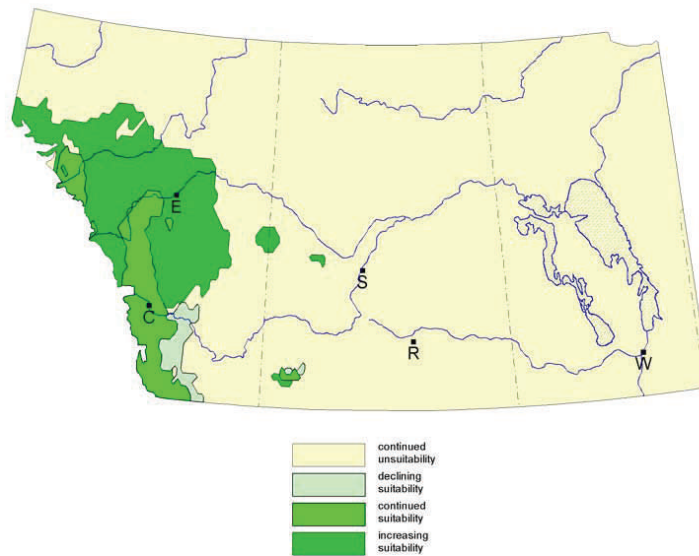 E
S
C
R
W
continued
unsuitability
declining
suitability
continued
suitability
increasing
suitability